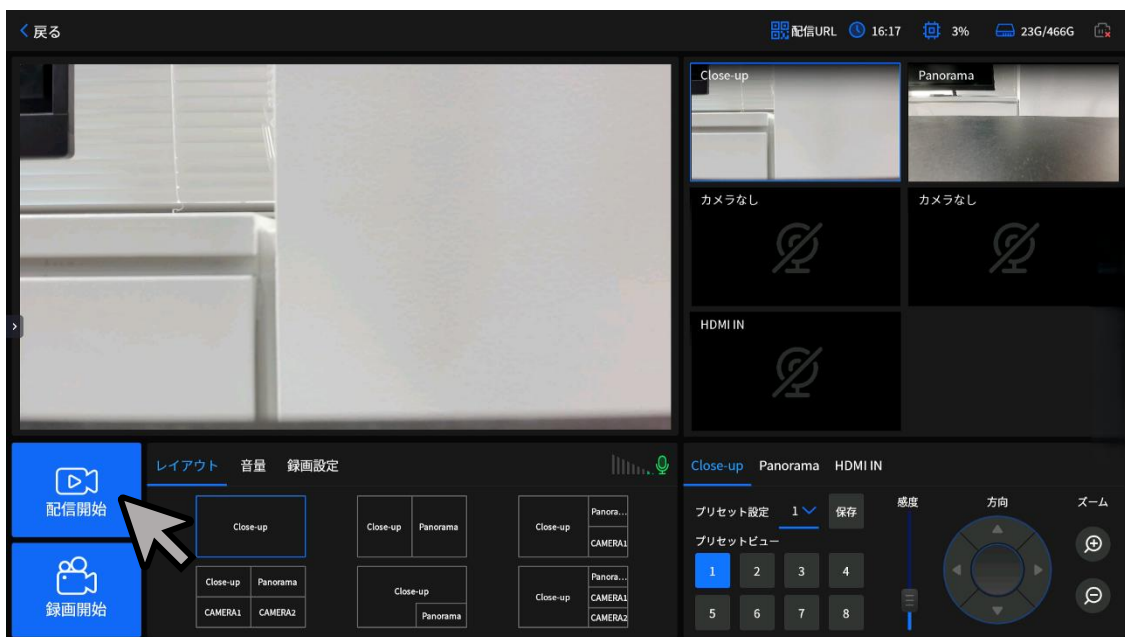 戻る
配信URL 16:17 3% 23G/466G
Close-up
Panorama
カメラなし
カメラなし
HDMI IN
配信開始
録画開始
レイアウト 音量 録画設定
Close-up
Close-up Panorama
Close-up Panora... CAMERA1
Close-up Panorama
CAMERA1 CAMERA2
Close-up
Panorama
Close-up Panora... CAMERA1 CAMERA2
Close-up Panorama HDMI IN
プリセット設定 1 保存
プリセットビュー
1 2 3 4
5 6 7 8
感度
方向
ズーム